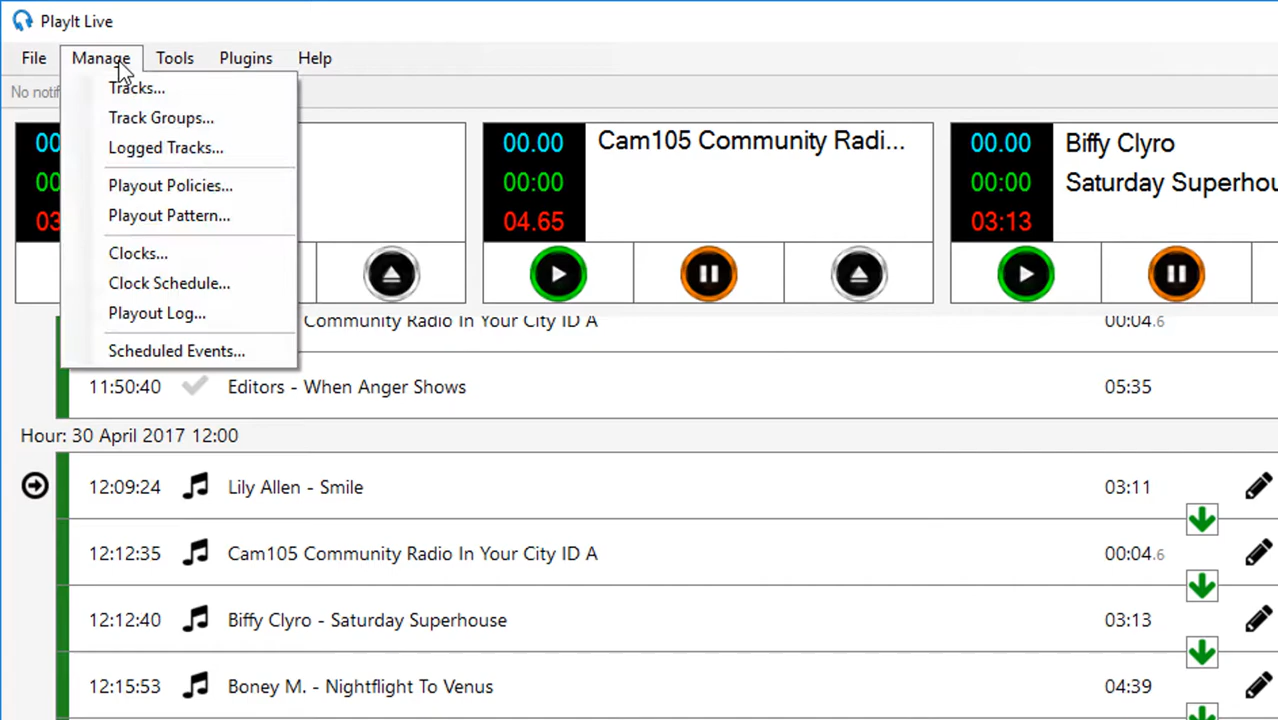 PlayIt Live
File Manage Tools Plugins Help
No notif
Tracks...
Track Groups...
Logged Tracks...
Playout Policies...
Playout Pattern...
Clocks...
Clock Schedule...
Playout Log...
Scheduled Events...
00
00
03
00.00
00:00
04.65
Cam105 Community Radi...
00.00
00:00
03:13
Biffy Clyro
Saturday Superhou
Community Radio In Your City ID A 00:04.6
11:50:40 Editors - When Anger Shows 05:35
Hour: 30 April 2017 12:00
12:09:24 Lily Allen - Smile 03:11
12:12:35 Cam105 Community Radio In Your City ID A 00:04.6
12:12:40 Biffy Clyro - Saturday Superhouse 03:13
12:15:53 Boney M. - Nightflight To Venus 04:39